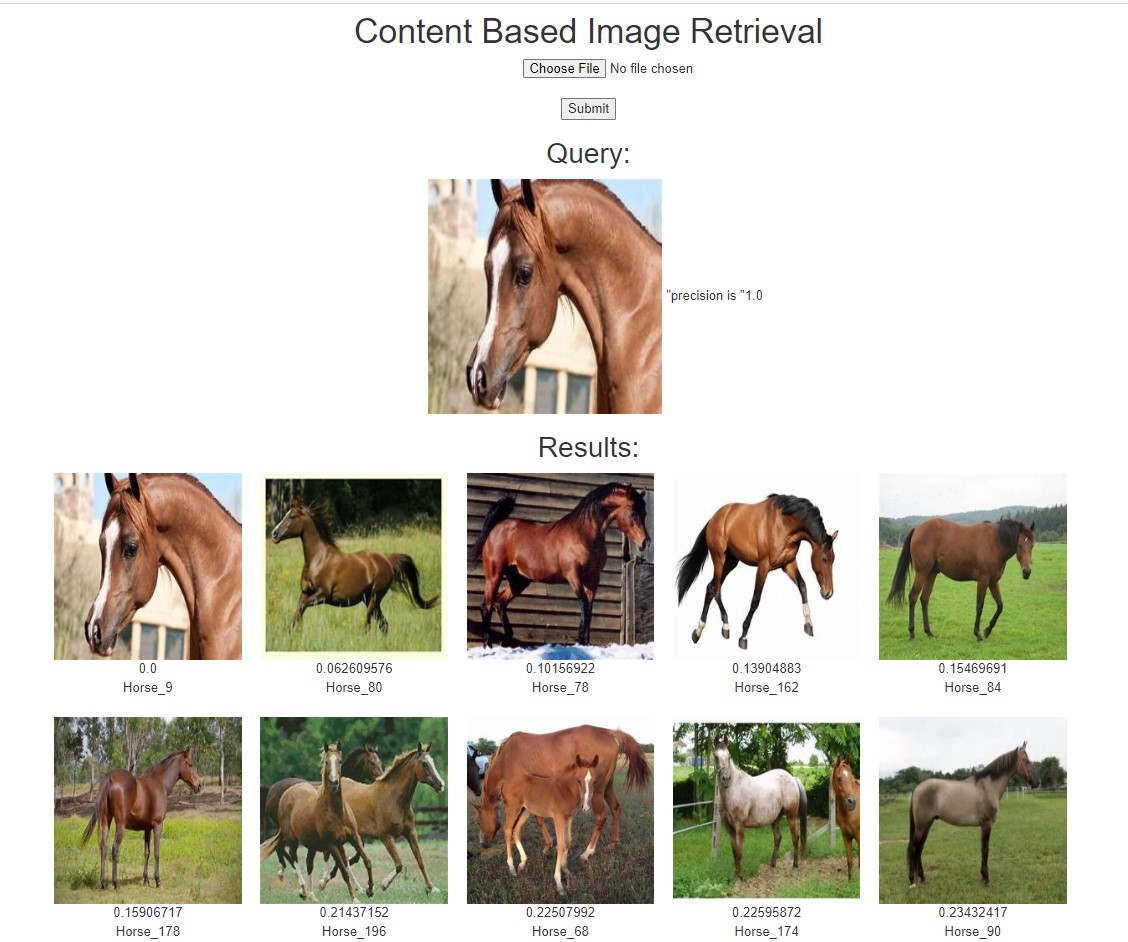 Content Based Image Retrieval
Choose File No file chosen
Submit
Query:
"precision is "1.0
Results:
0.0 0.062609576 0.10156922 0.13904883 0.15469691
Horse_9 Horse_80 Horse_78 Horse_162 Horse_84
0.15906717 0.21437152 0.22507992 0.22595872 0.23432417
Horse_178 Horse_196 Horse_68 Horse_174 Horse_90